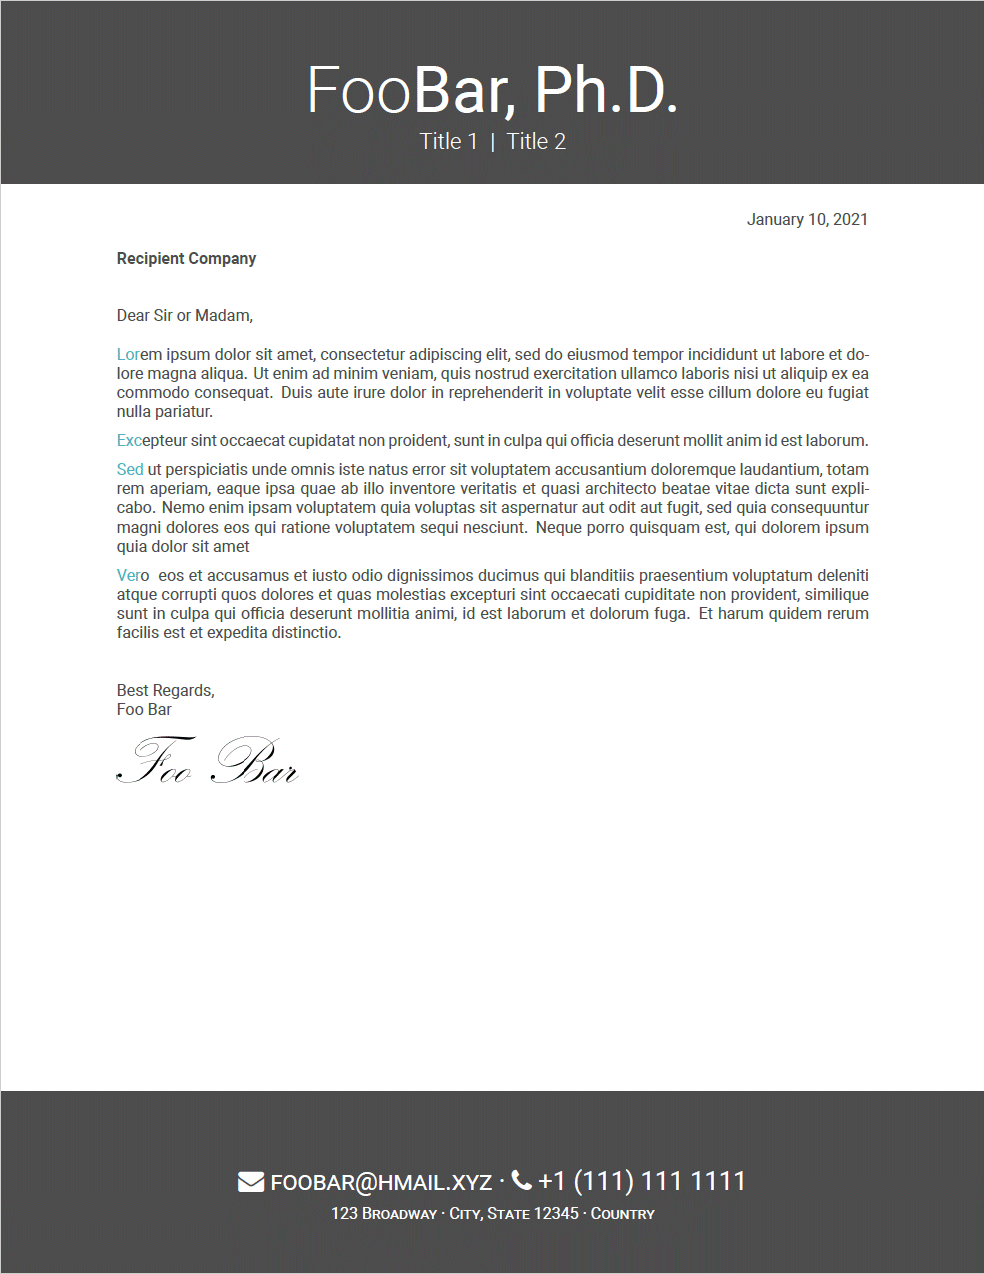 FooBar, Ph.D.
Title 1 | Title 2
January 10, 2021
Recipient Company
Dear Sir or Madam,
Lorem ipsum dolor sit amet, consectetur adipiscing elit, sed do eiusmod tempor incididunt ut labore et do-
lore magna aliqua. Ut enim ad minim veniam, quis nostrud exercitation ullamco laboris nisi ut aliquip ex ea
commodo consequat. Duis aute irure dolor in reprehenderit in voluptate velit esse cillum dolore eu fugiat
nulla pariatur.
Excepteur sint occaecat cupidatat non proident, sunt in culpa qui officia deserunt mollit anim id est laborum.
Sed ut perspiciatis unde omnis iste natus error sit voluptatem accusantium doloremque laudantium, totam
rem aperiam, eaque ipsa quae ab illo inventore veritatis et quasi architecto beatae vitae dicta sunt expli-
cabo. Nemo enim ipsam voluptatem quia voluptas sit aspernatur aut odit aut fugit, sed quia consequuntur
magni dolores eos qui ratione voluptatem sequi nesciunt. Neque porro quisquam est, qui dolorem ipsum
quia dolor sit amet
Vero eos et accusamus et iusto odio dignissimos ducimus qui blanditiis praesentium voluptatum deleniti
atque corrupti quos dolores et quas molestias excepturi sint occaecati cupiditate non provident, similique
sunt in culpa qui officia deserunt mollitia animi, id est laborum et dolorum fuga. Et harum quidem rerum
facilis est et expedita distinctio.
Best Regards,
Foo Bar
Foo Bar
FOOBAR@HMAIL.XYZ · +1 (111) 111 1111
123 Broadway · City, State 12345 · Country